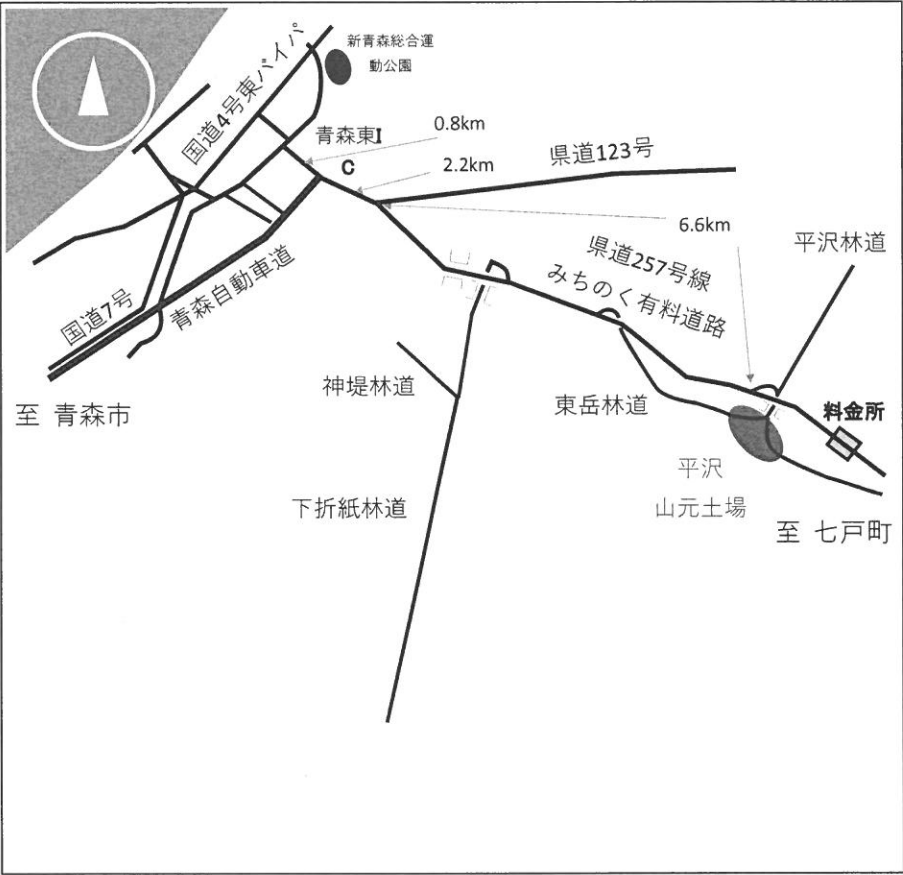 新青森総合運
動公園
国道4号東バイパ
青森東I
C
0.8km
2.2km
県道123号
6.6km
平沢林道
県道257号線
みちのく有料道路
国道7号
青森自動車道
至 青森市
神堤林道
東岳林道
料金所
平沢
山元土場
下折紙林道
至 七戸町